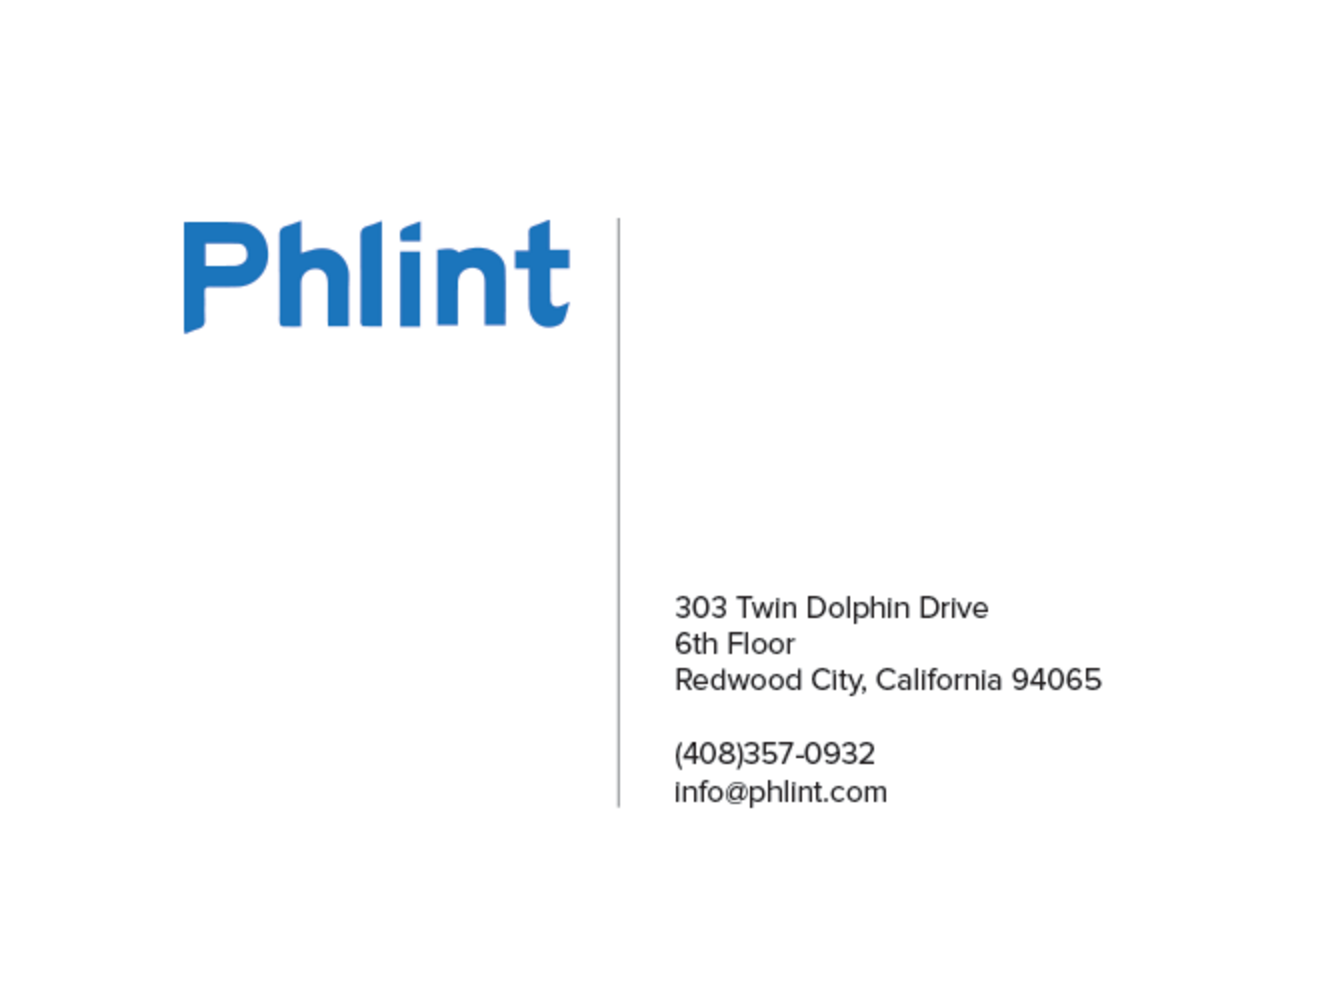 Phlint
303 Twin Dolphin Drive
6th Floor
Redwood City, California 94065
(408)357-0932
info@phlint.com